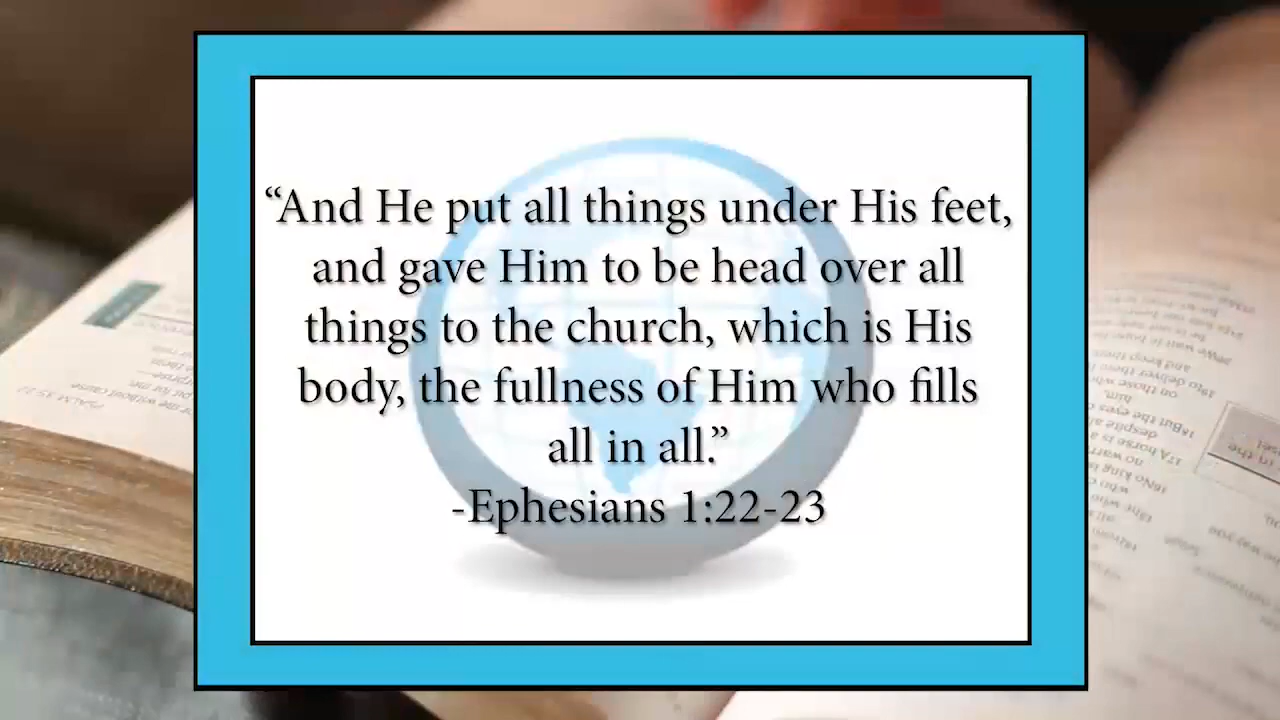 “And He put all things under His feet,
and gave Him to be head over all
things to the church, which is His
body, the fullness of Him who fills
all in all.”
-Ephesians 1:22-23